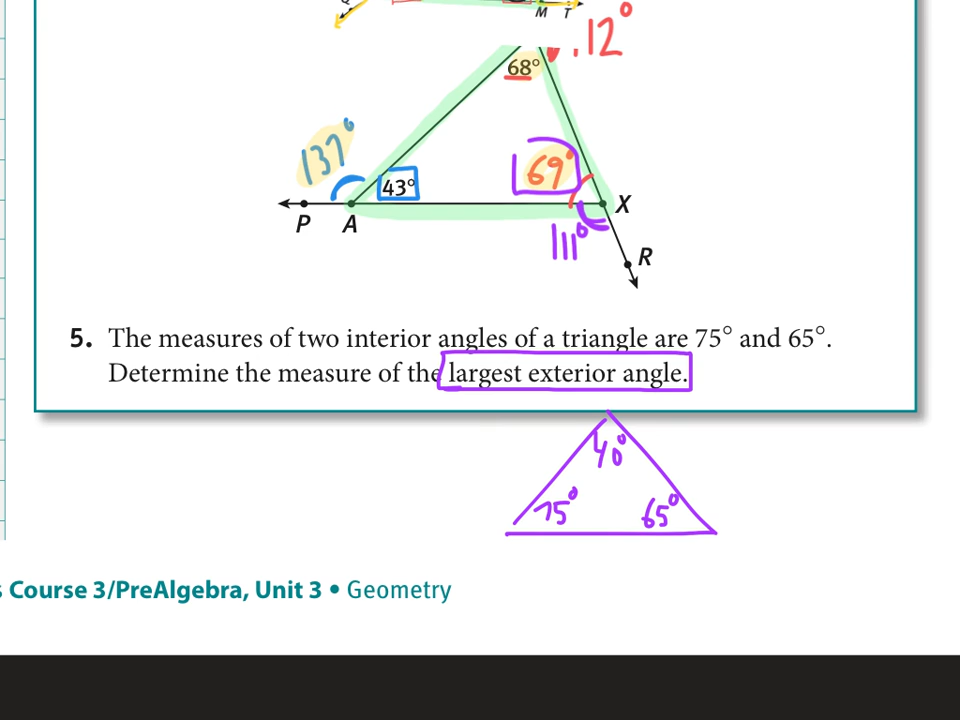 M T
.12°
68°
137°
43°
69°
X
P A
111°
R
5. The measures of two interior angles of a triangle are 75° and 65°.
Determine the measure of the largest exterior angle.
40°
75° 65°
Course 3/PreAlgebra, Unit 3 • Geometry